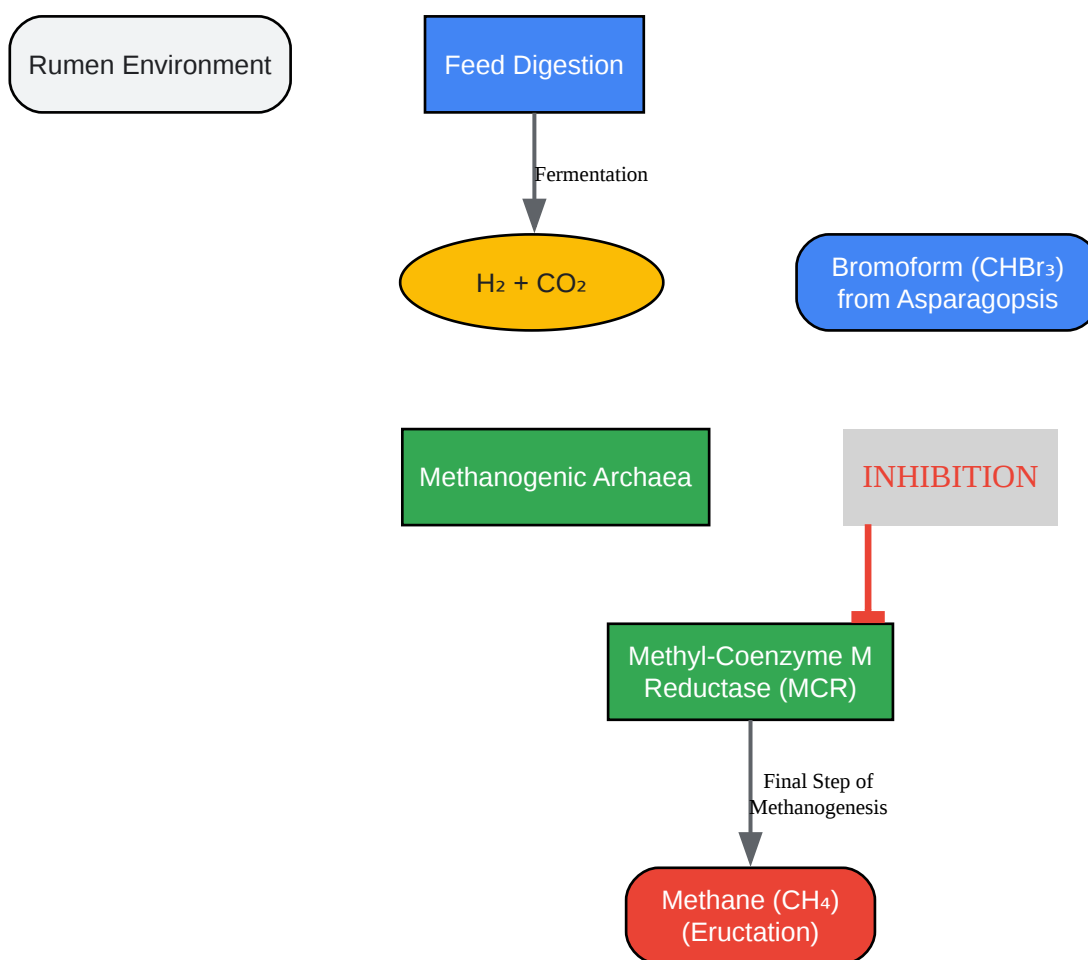 Rumen Environment
Feed Digestion
Fermentation
H₂ + CO₂
Bromoform (CHBr₃)
from Asparagopsis
Methanogenic Archaea
INHIBITION
Methyl-Coenzyme M
Reductase (MCR)
Final Step of
Methanogenesis
Methane (CH₄)
(Eructation)